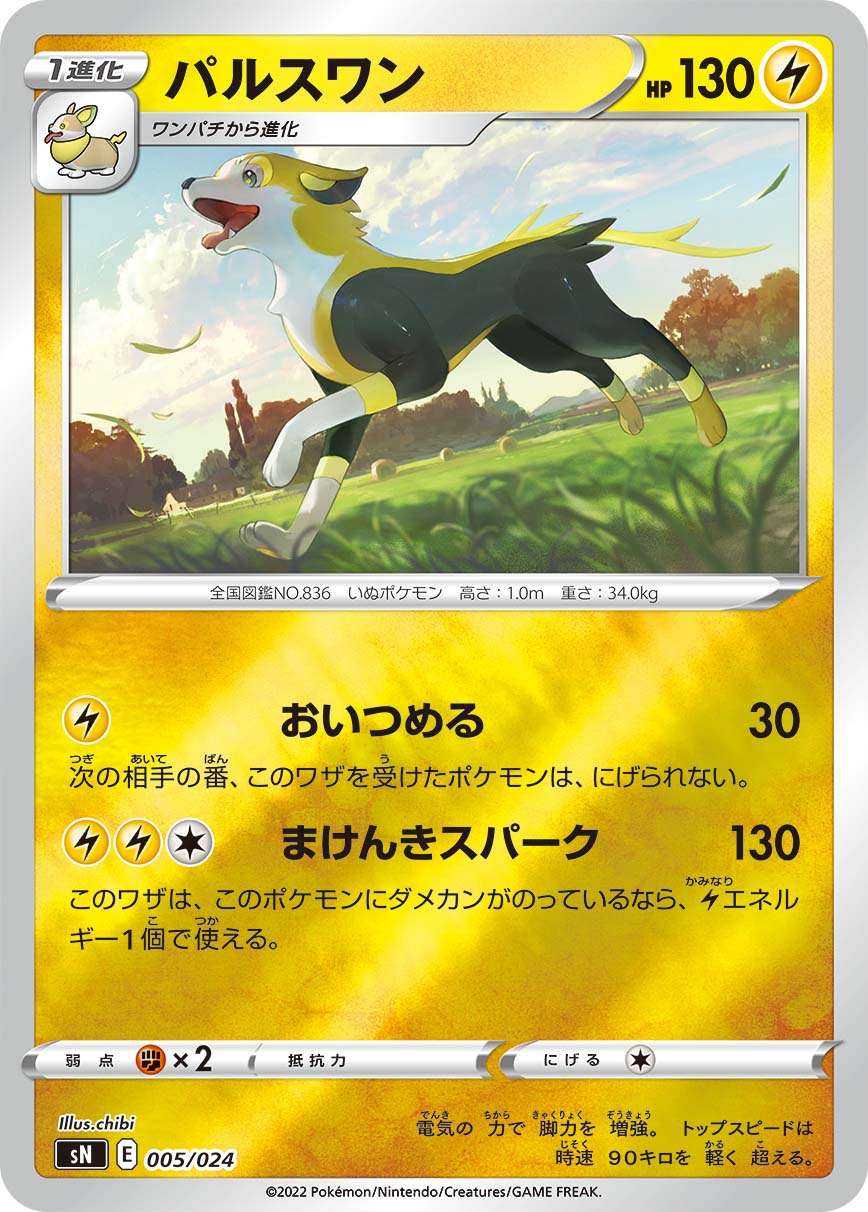 1進化
パルスワン
HP 130
ワンパチから進化
全国図鑑NO.836 いぬポケモン 高さ：1.0m 重さ：34.0kg
おいつめる 30
次の相手の番、このワザを受けたポケモンは、にげられない。
まけんきスパーク 130
このワザは、このポケモンにダメカンがのっているなら、エネル
ギー1個で使える。
弱点 ×2 抵抗力 にげる
Illus.chibi
sN E 005/024
電気の 力で 脚力を 増強。 トップスピードは
時速 90キロを 軽く 超える。
©2022 Pokémon/Nintendo/Creatures/GAME FREAK.